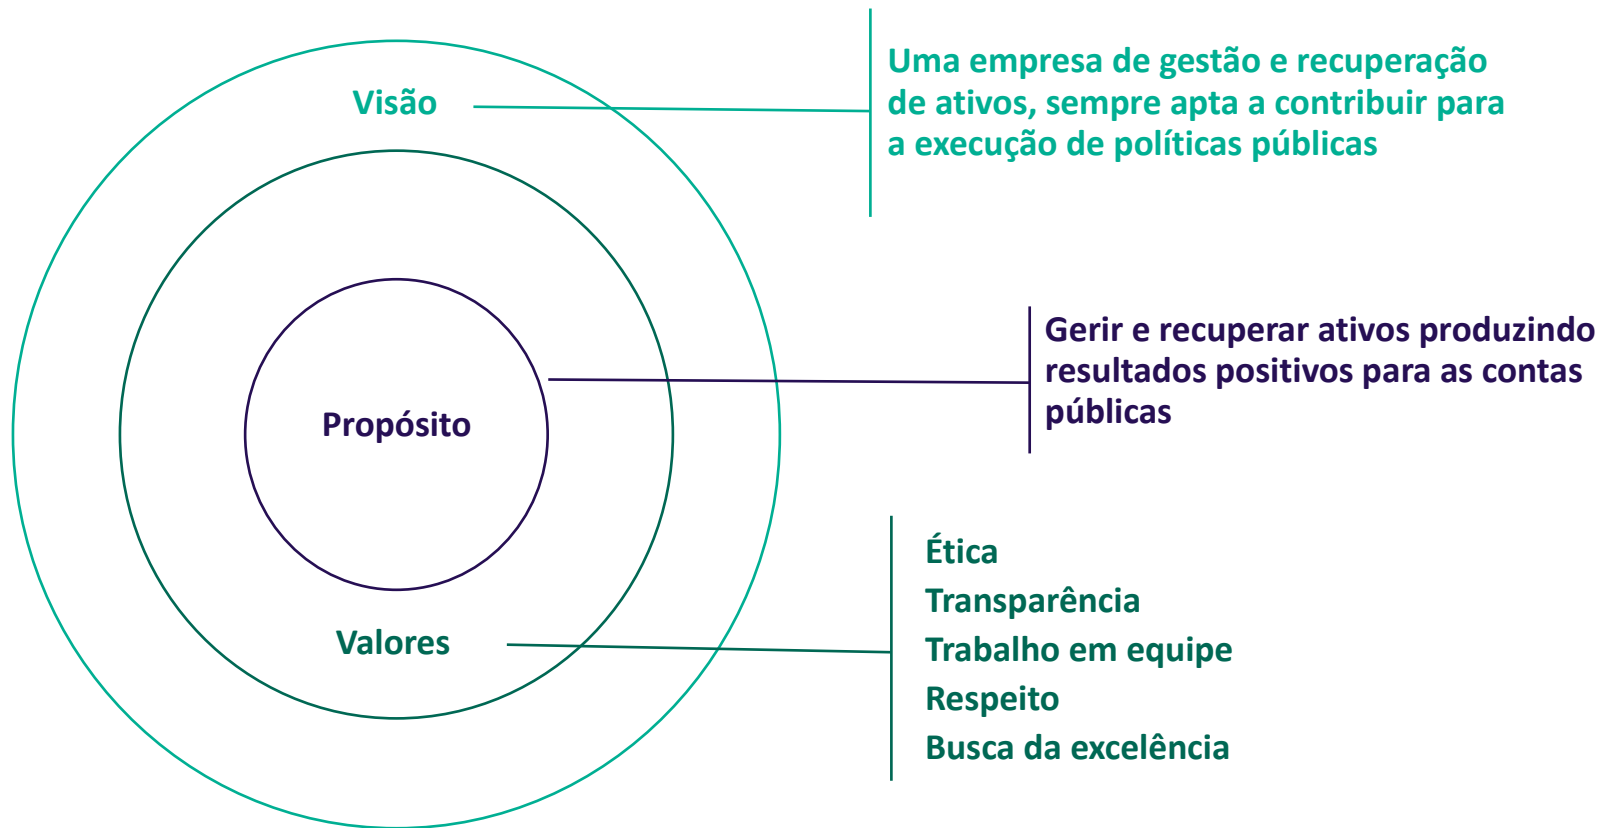 Visão
Uma empresa de gestão e recuperação
de ativos, sempre apta a contribuir para
a execução de políticas públicas
Propósito
Gerir e recuperar ativos produzindo
resultados positivos para as contas
públicas
Valores
Ética
Transparência
Trabalho em equipe
Respeito
Busca da excelência